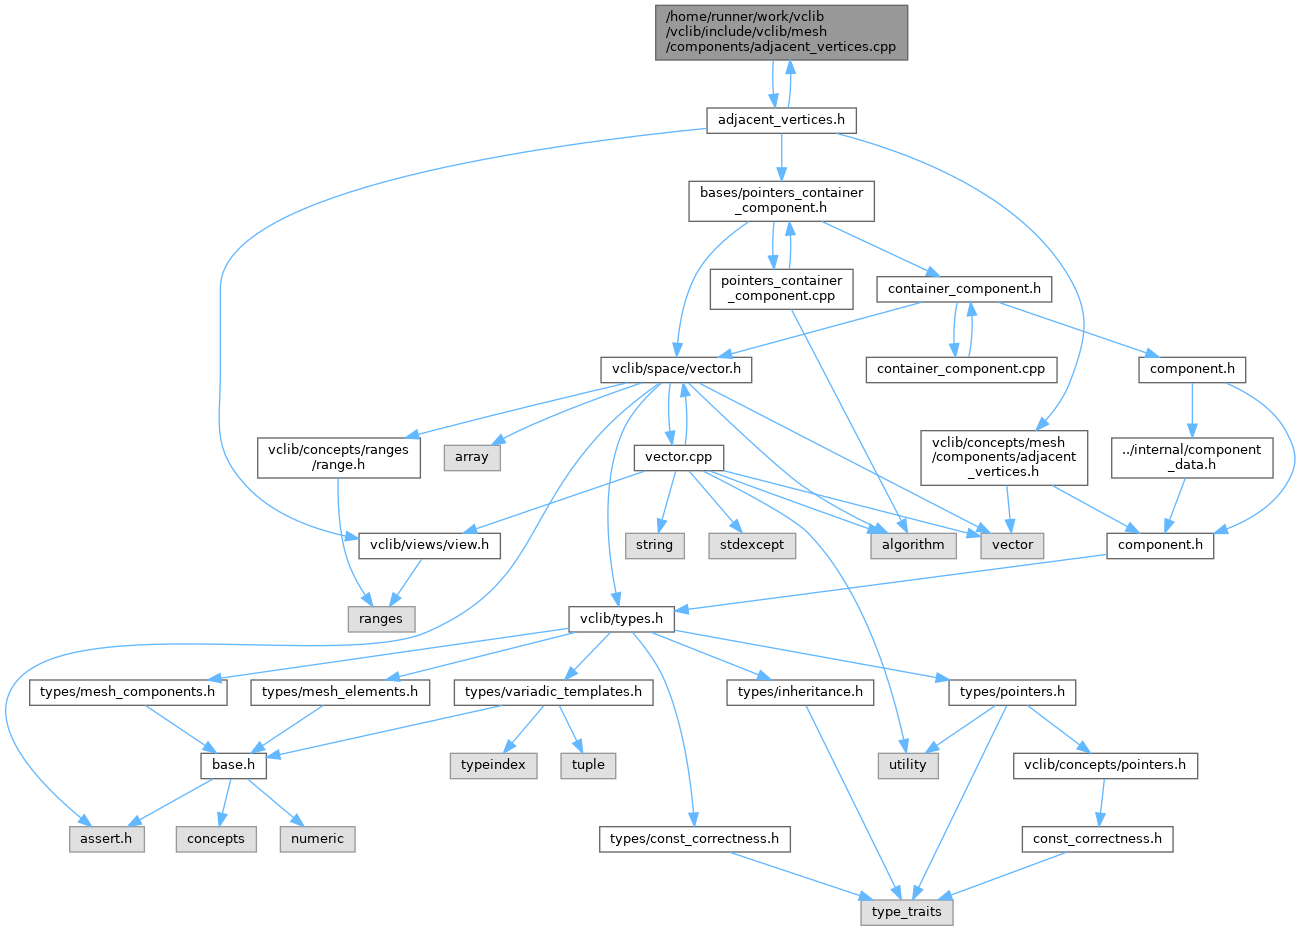 /home/runner/work/vclib
/vclib/include/vclib/mesh
/components/adjacent_vertices.cpp
adjacent_vertices.h
bases/pointers_container
_component.h
pointers_container
_component.cpp
container_component.h
vclib/space/vector.h
container_component.cpp
component.h
vclib/concepts/ranges
/range.h
array
vector.cpp
vclib/concepts/mesh
/components/adjacent
_vertices.h
../internal/component
_data.h
vclib/views/view.h
string
stdexcept
algorithm
vector
component.h
ranges
vclib/types.h
types/mesh_components.h
types/mesh_elements.h
types/variadic_templates.h
types/inheritance.h
types/pointers.h
base.h
typeindex
tuple
utility
vclib/concepts/pointers.h
assert.h
concepts
numeric
types/const_correctness.h
const_correctness.h
type_traits